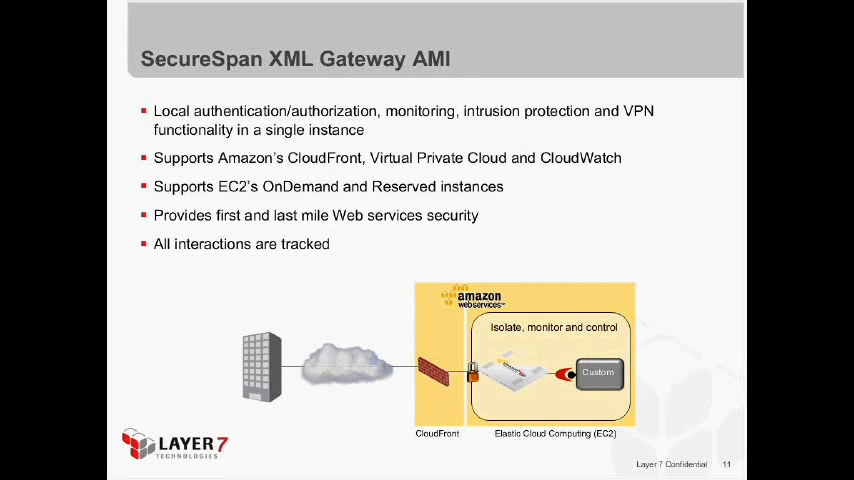 SecureSpan XML Gateway AMI
Local authentication/authorization, monitoring, intrusion protection and VPN
functionality in a single instance
Supports Amazon's CloudFront, Virtual Private Cloud and CloudWatch
Supports EC2's OnDemand and Reserved instances
Provides first and last mile Web services security
All interactions are tracked
amazon
webservices™
Isolate, monitor and control
Custom
CloudFront
Elastic Cloud Computing (EC2)
LAYER 7
TECHNOLOGIES
Layer 7 Confidential
11